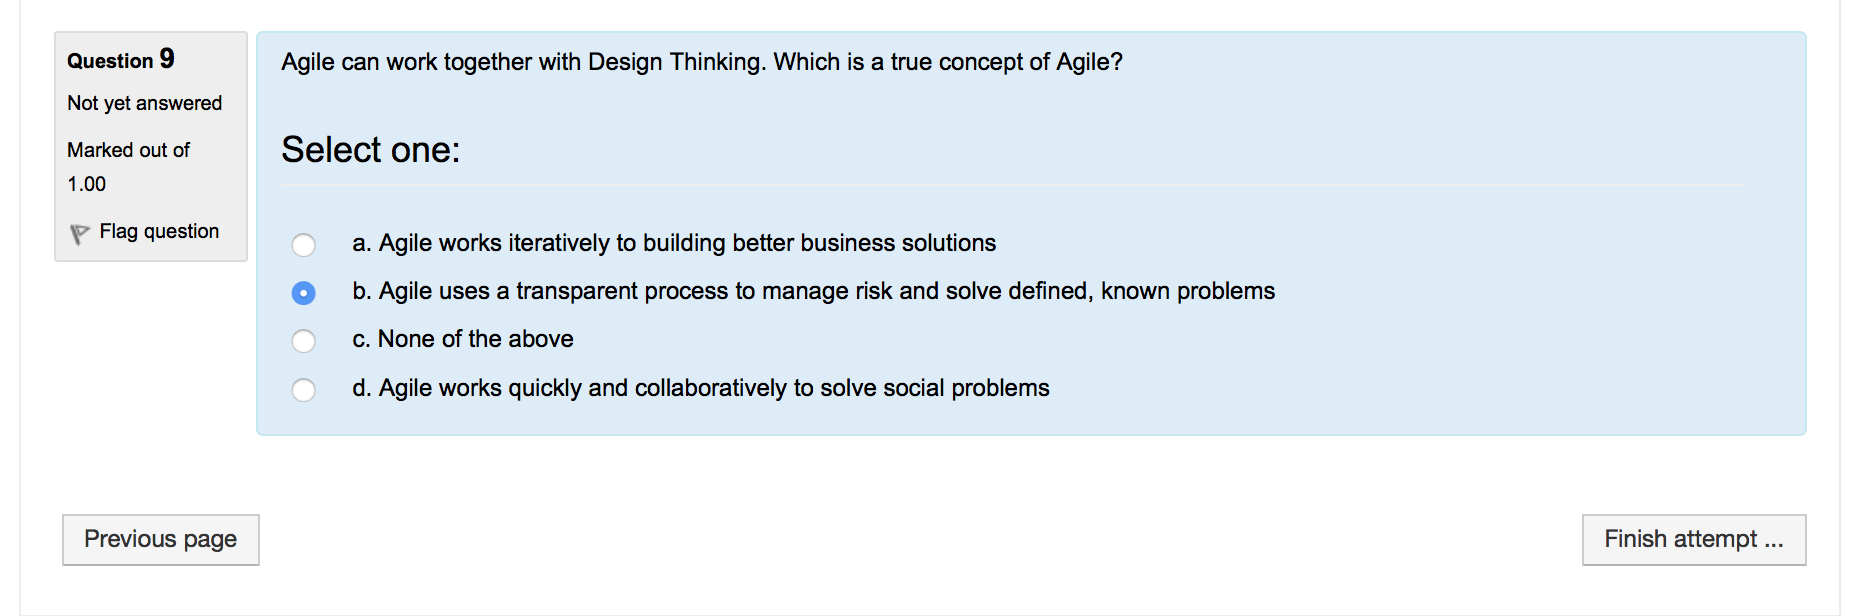 Question 9
Not yet answered
Marked out of
1.00
Flag question
Agile can work together with Design Thinking. Which is a true concept of Agile?
Select one:
a. Agile works iteratively to building better business solutions
b. Agile uses a transparent process to manage risk and solve defined, known problems
c. None of the above
d. Agile works quickly and collaboratively to solve social problems
Previous page
Finish attempt ...